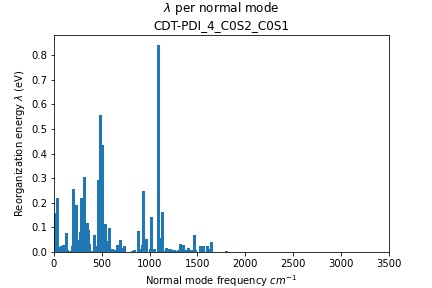 λ per normal mode
CDT-PDI_4_C0S2_C0S1
Reorganization energy λ (eV)
0.8
0.7
0.6
0.5
0.4
0.3
0.2
0.1
0.0
0 500 1000 1500 2000 2500 3000 3500
Normal mode frequency cm⁻¹